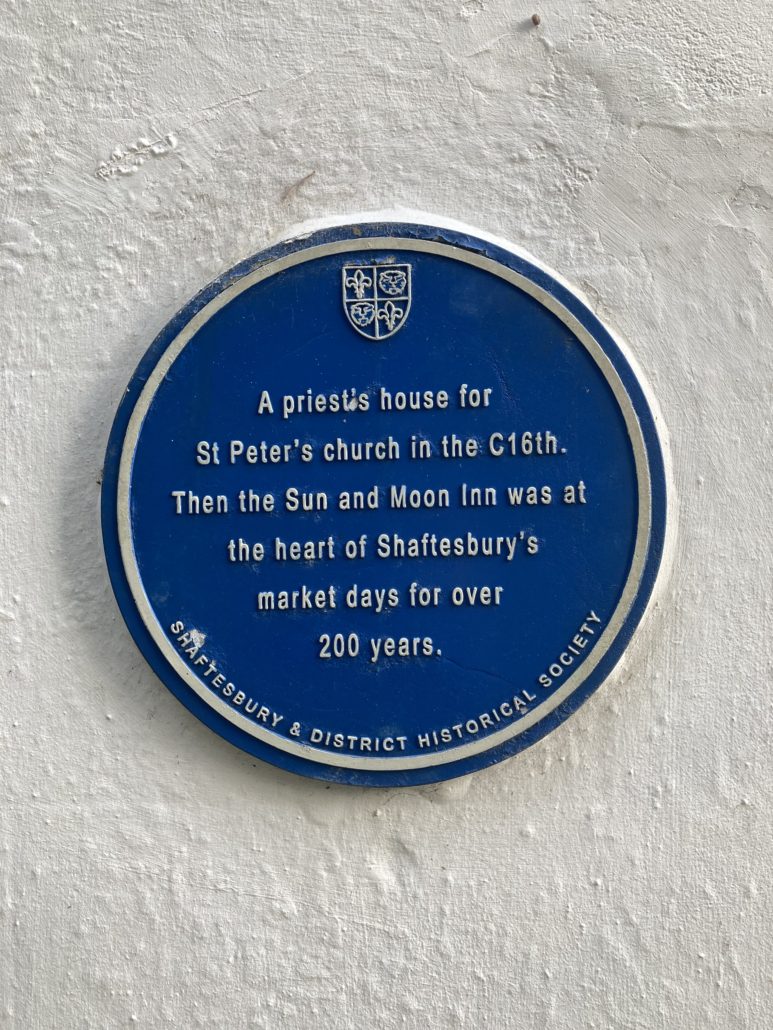 A priest's house for
St Peter's church in the C16th.
Then the Sun and Moon Inn was at
the heart of Shaftesbury's
market days for over
200 years.
SHAFTESBURY & DISTRICT HISTORICAL SOCIETY